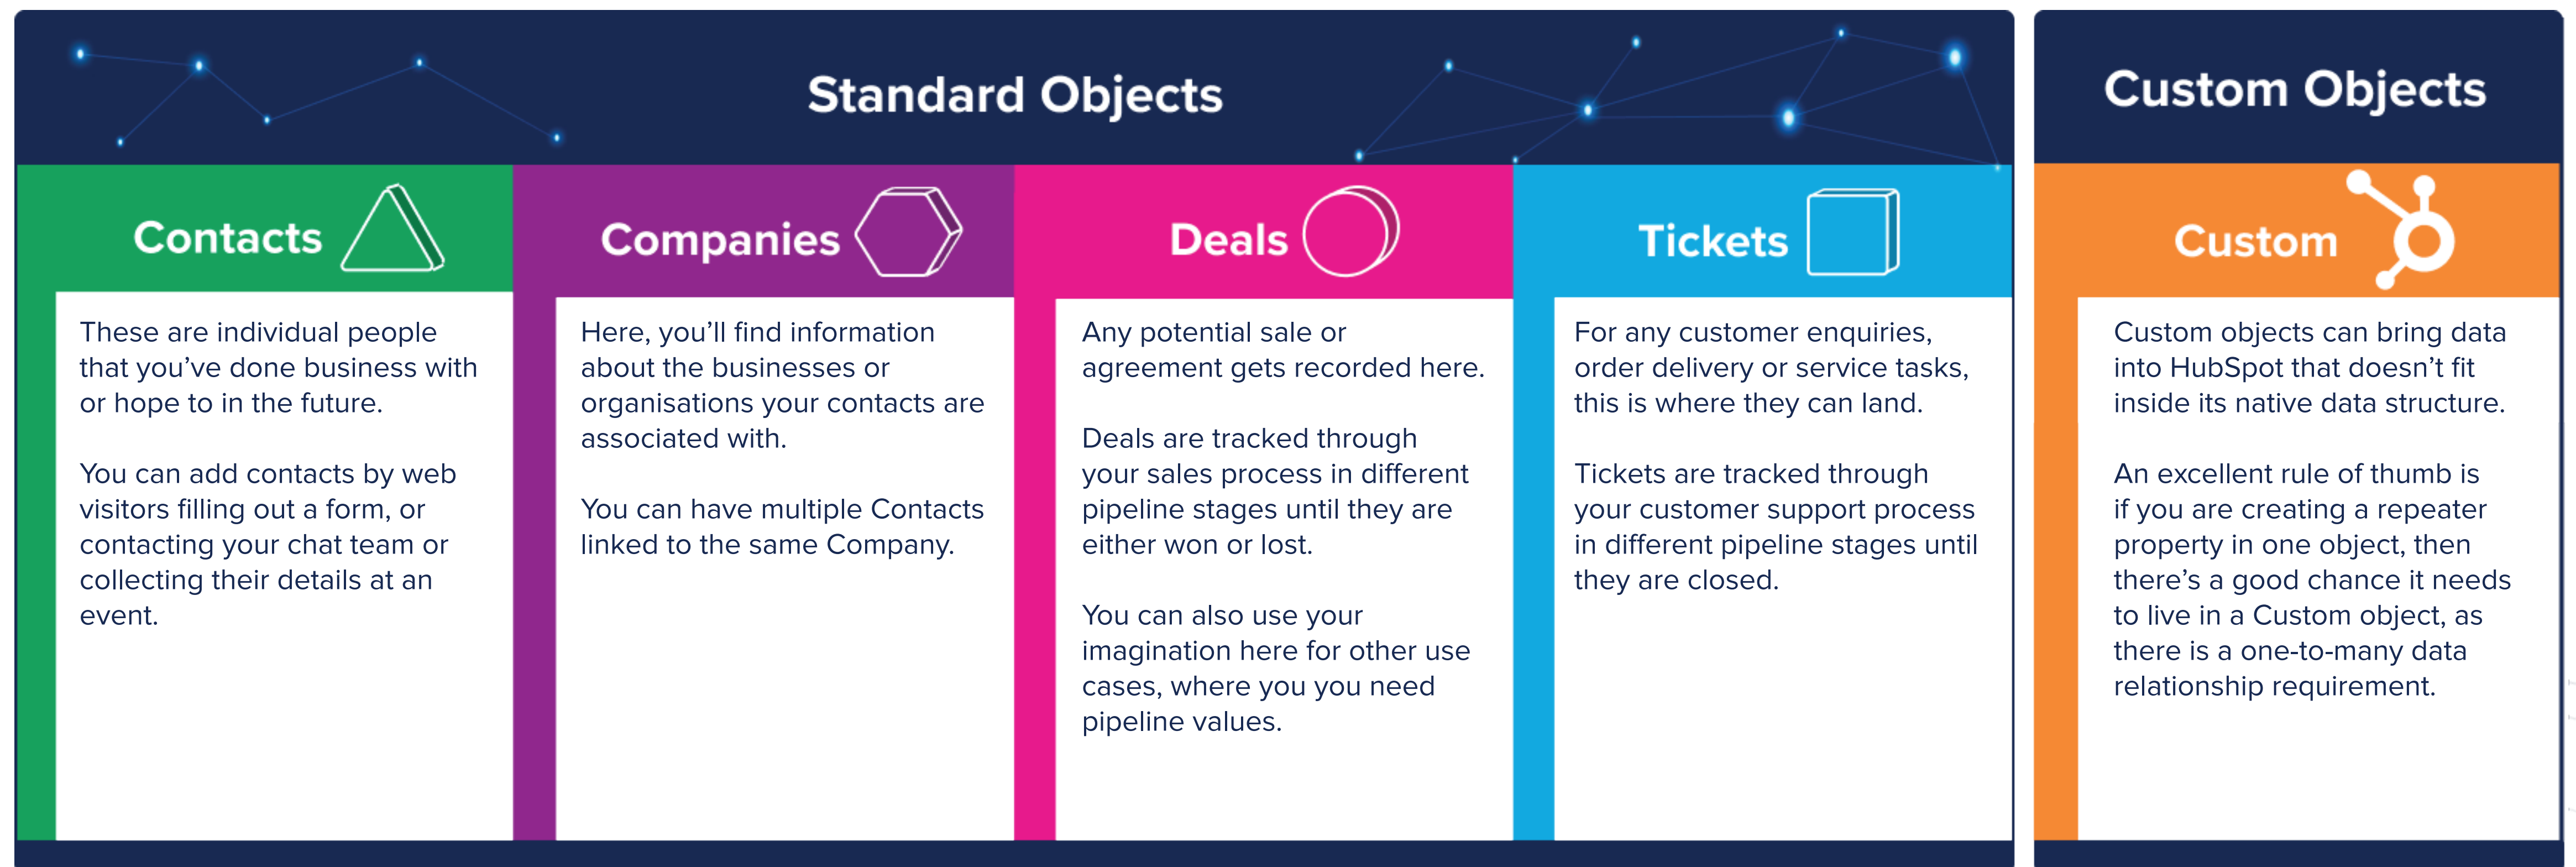 Standard Objects
Custom Objects
Contacts
These are individual people
that you’ve done business with
or hope to in the future.
You can add contacts by web
visitors filling out a form, or
contacting your chat team or
collecting their details at an
event.
Companies
Here, you’ll find information
about the businesses or
organisations your contacts are
associated with.
You can have multiple Contacts
linked to the same Company.
Deals
Any potential sale or
agreement gets recorded here.
Deals are tracked through
your sales process in different
pipeline stages until they are
either won or lost.
You can also use your
imagination here for other use
cases, where you you need
pipeline values.
Tickets
For any customer enquiries,
order delivery or service tasks,
this is where they can land.
Tickets are tracked through
your customer support process
in different pipeline stages until
they are closed.
Custom
Custom objects can bring data
into HubSpot that doesn’t fit
inside its native data structure.
An excellent rule of thumb is
if you are creating a repeater
property in one object, then
there’s a good chance it needs
to live in a Custom object, as
there is a one-to-many data
relationship requirement.